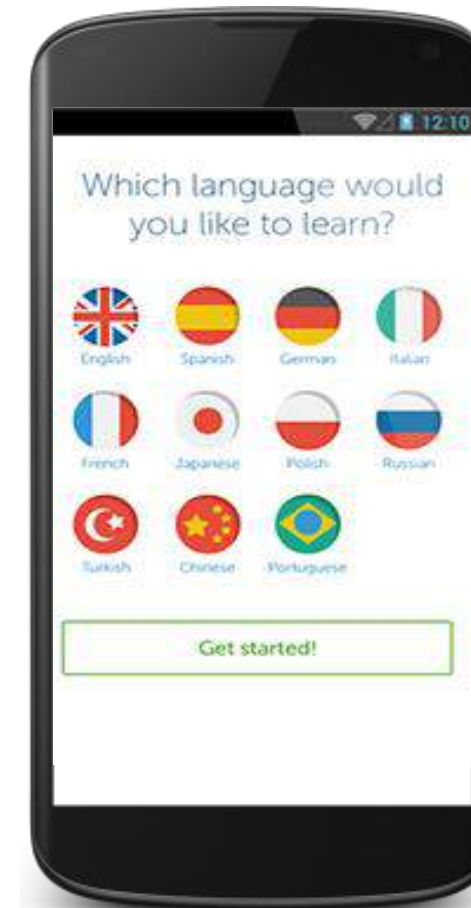 12:10
Which language would
you like to learn?
English Spanish German Italian
French Japanese Polish Russian
Turkish Chinese Portuguese
Get started!